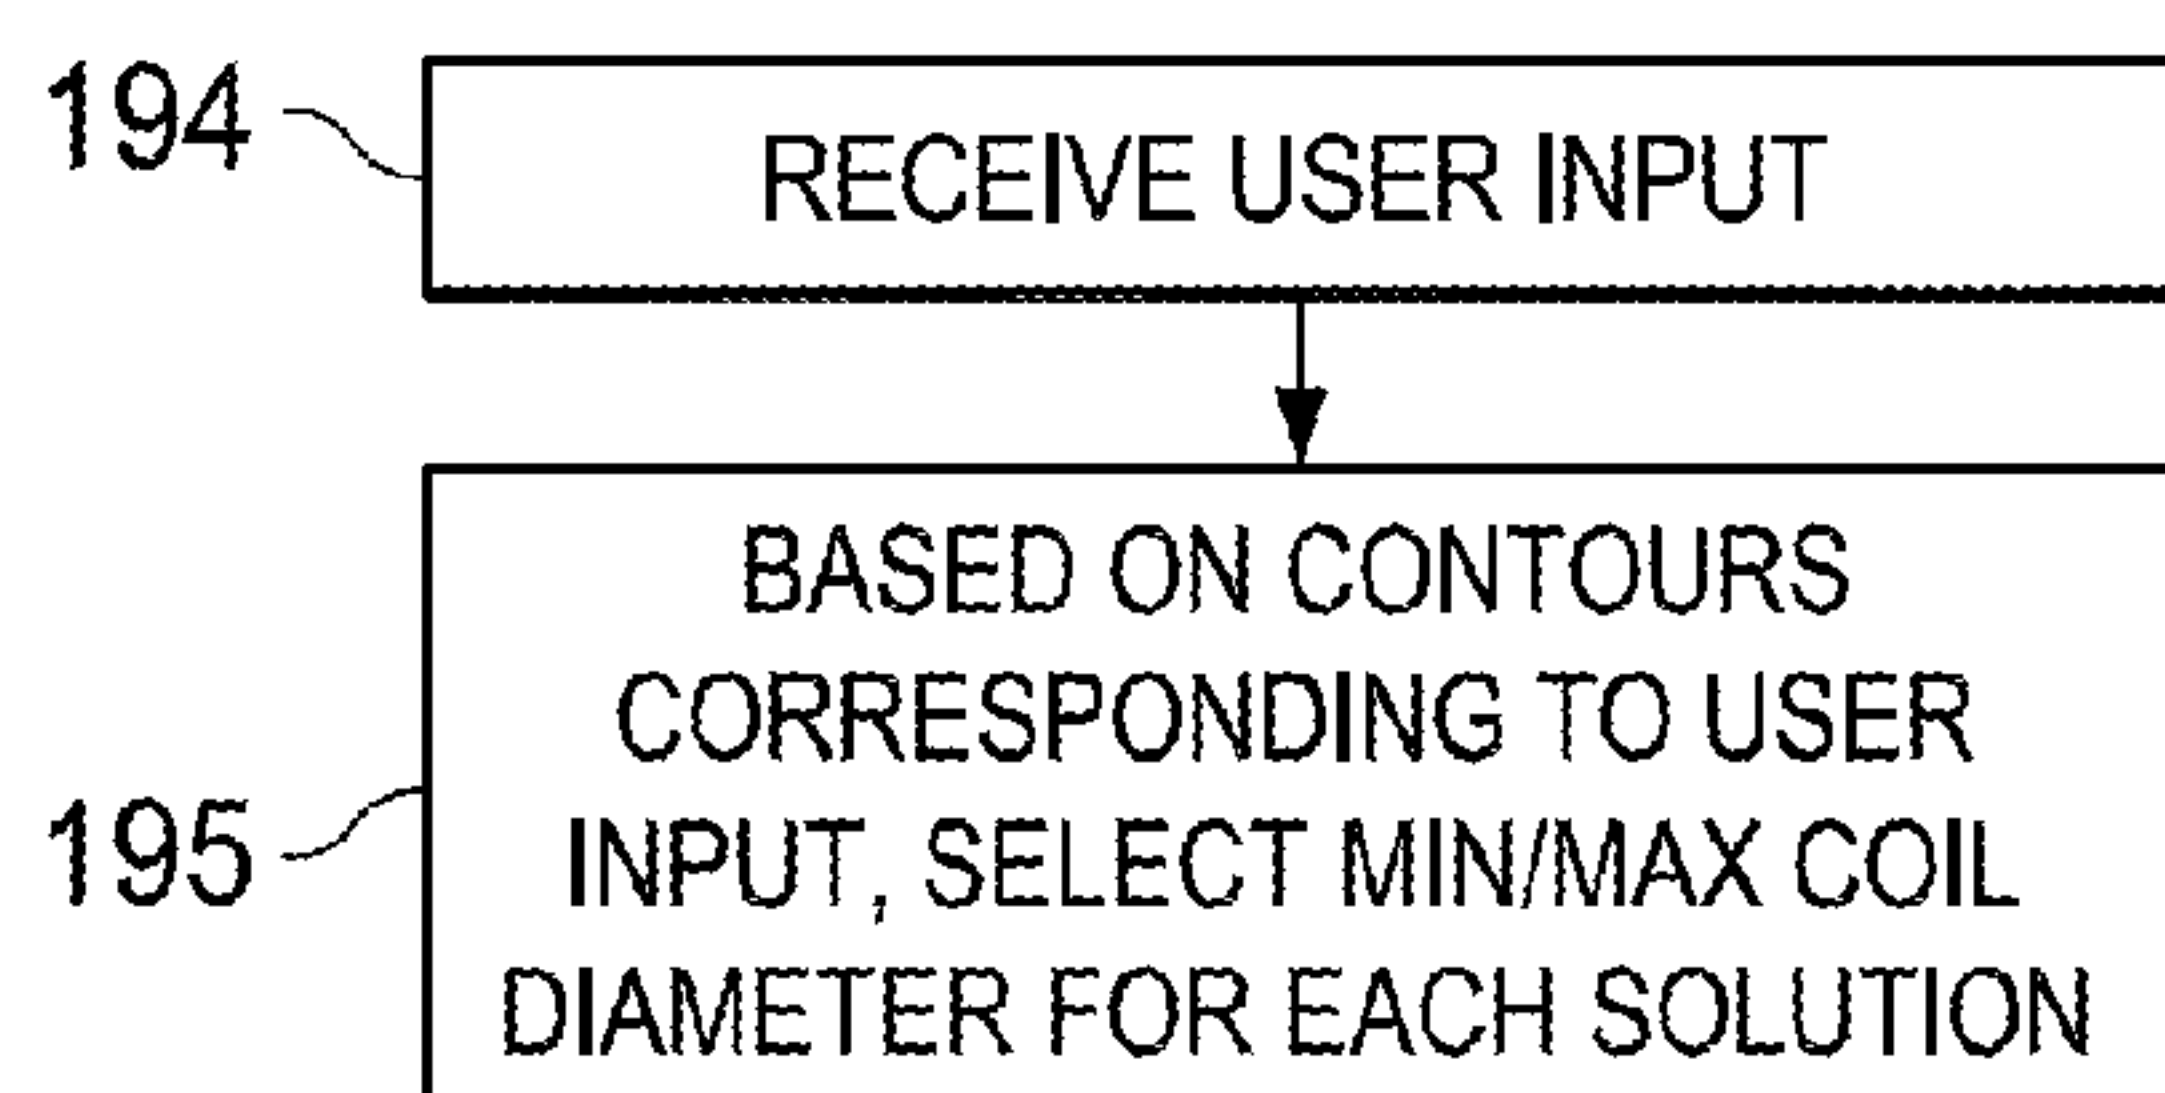 194
RECEIVE USER INPUT
BASED ON CONTOURS
CORRESPONDING TO USER
195
INPUT, SELECT MIN/MAX COIL
DIAMETER FOR EACH SOLUTION